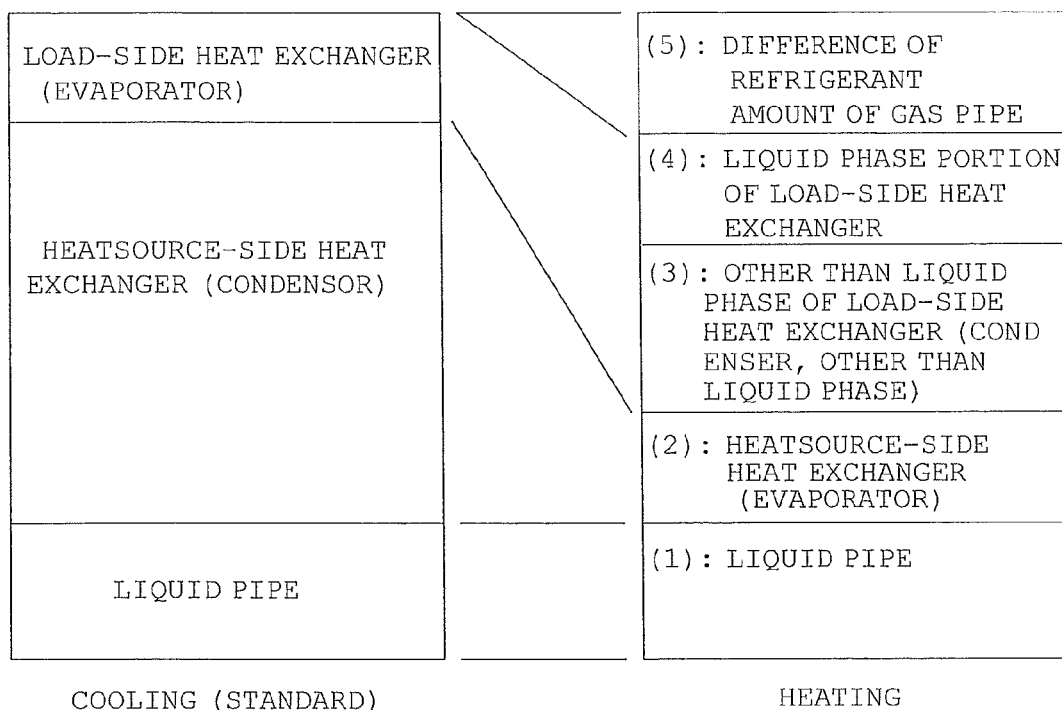 LOAD-SIDE HEAT EXCHANGER
(EVAPORATOR)
HEATSOURCE-SIDE HEAT
EXCHANGER (CONDENSOR)
LIQUID PIPE
COOLING (STANDARD)
(5): DIFFERENCE OF
REFRIGERANT
AMOUNT OF GAS PIPE
(4): LIQUID PHASE PORTION
OF LOAD-SIDE HEAT
EXCHANGER
(3): OTHER THAN LIQUID
PHASE OF LOAD-SIDE
HEAT EXCHANGER (COND
ENSER, OTHER THAN
LIQUID PHASE)
(2): HEATSOURCE-SIDE
HEAT EXCHANGER
(EVAPORATOR)
(1): LIQUID PIPE
HEATING